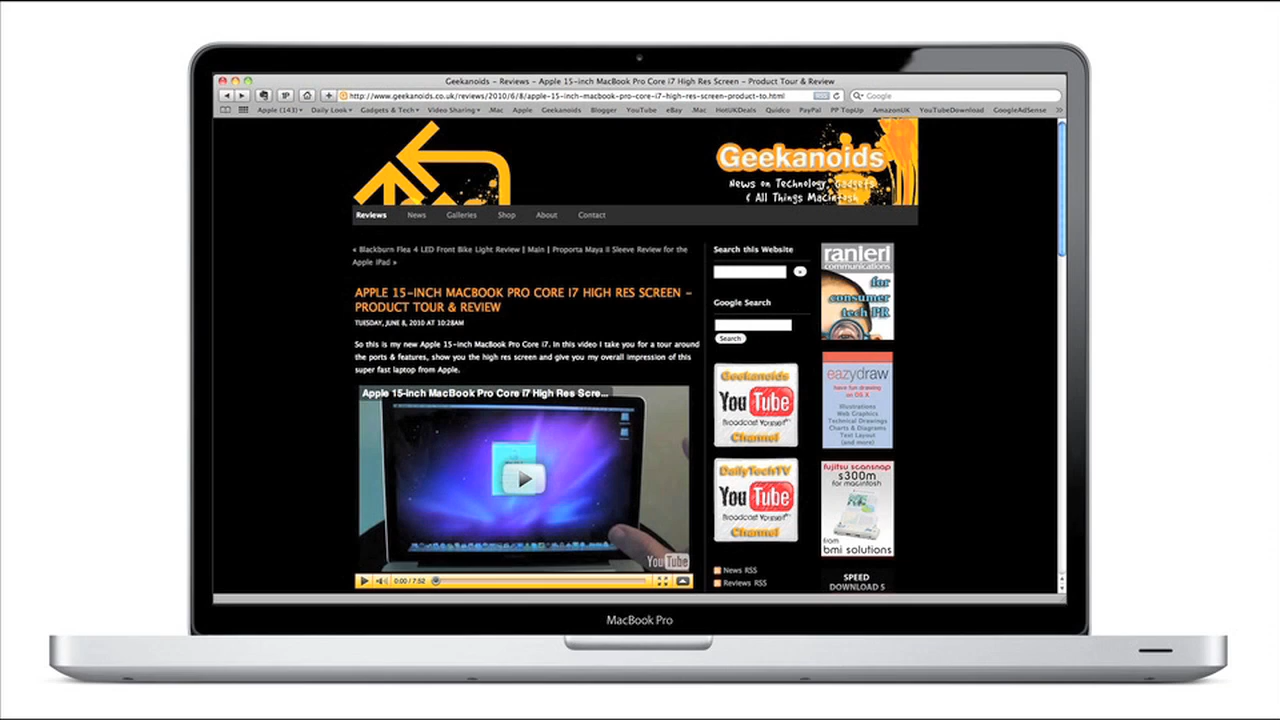 Geekanoids - Reviews - Apple 15-inch MacBook Pro Core i7 High Res Screen - Product Tour & Review
http://www.geekanoids.co.uk/reviews/2010/6/8/apple-15-inch-macbook-pro-core-i7-high-res-screen-product-to.html
RSS
Google
Apple (143) Daily Look Gadgets & Tech Video Sharing .Mac Apple Geekanoids Blogger YouTube eBay .Mac HotUKDeals Quidco PayPal PP TopUp AmazonUK YouTubeDownload GoogleAdSense »
Geekanoids
News on Technology, Gadgets
& All Things Macintosh
Reviews News Galleries Shop About Contact
« Blackburn Flea 4 LED Front Bike Light Review | Main | Proporta Maya II Sleeve Review for the
Apple iPad »
APPLE 15-INCH MACBOOK PRO CORE I7 HIGH RES SCREEN -
PRODUCT TOUR & REVIEW
TUESDAY, JUNE 8, 2010 AT 10:28AM
So this is my new Apple 15-inch MacBook Pro Core i7. In this video I take you for a tour around
the ports & features, show you the high res screen and give you my overall impression of this
super fast laptop from Apple.
Apple 15-inch MacBook Pro Core i7 High Res Scre...
YouTube
0:00 / 7:52
Search this Website
Google Search
Search
Geekanoids
YouTube
Broadcast Yourself
Channel
DailyTechTV
YouTube
Broadcast Yourself
Channel
News RSS
Reviews RSS
ranieri
communications
for
consumer
tech PR
eazydraw
have fun drawing
on OS X
Illustrations
Web Graphics
Technical Drawings
Charts & Diagrams
Text Layout
(and more)
fujitsu scansnap
s300m
for macintosh
from
bmi solutions
SPEED
DOWNLOAD 5
MacBook Pro